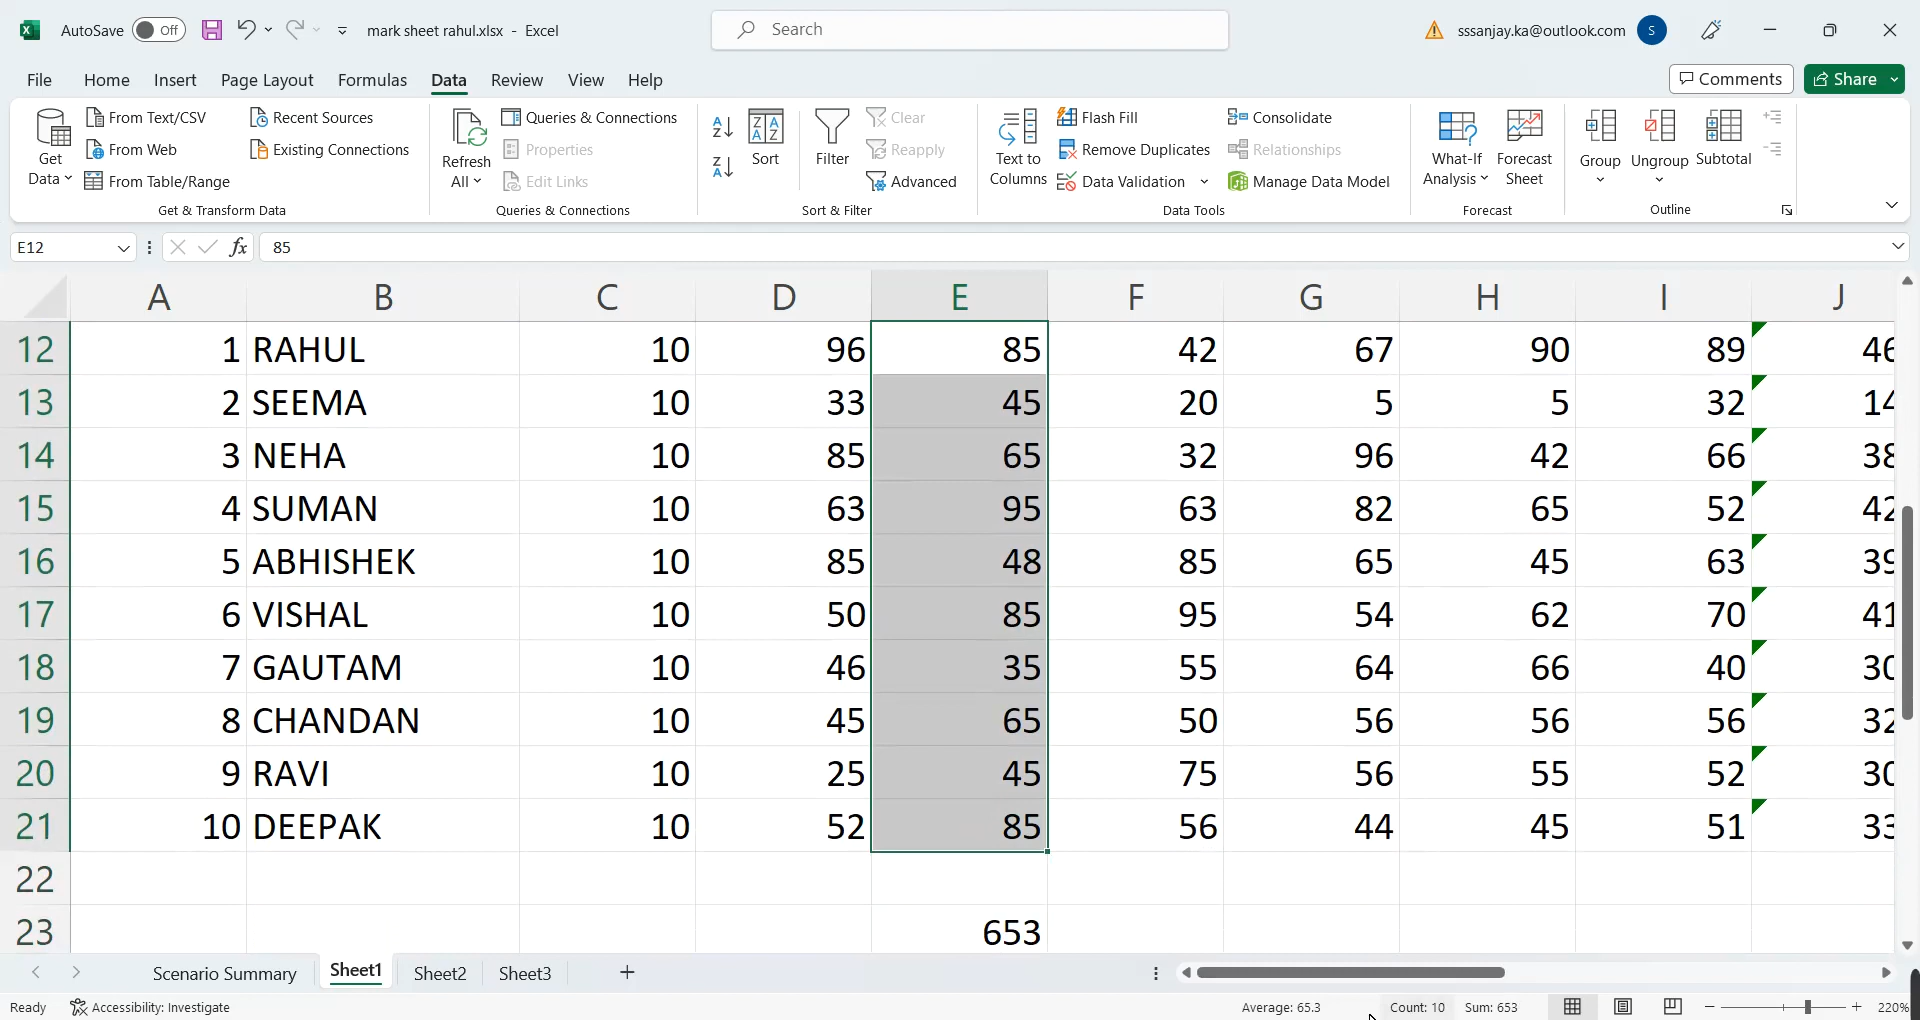 AutoSave Off mark sheet rahul.xlsx - Excel Search sssanjay.ka@outlook.com S
File Home Insert Page Layout Formulas Data Review View Help Comments Share
Get Data
From Text/CSV
From Web
From Table/Range
Recent Sources
Existing Connections
Get & Transform Data
Refresh All
Queries & Connections
Properties
Edit Links
Queries & Connections
Sort
Filter
Clear
Reapply
Advanced
Sort & Filter
Text to Columns
Flash Fill
Remove Duplicates
Data Validation
Consolidate
Relationships
Manage Data Model
Data Tools
What-If Analysis
Forecast Sheet
Forecast
Group
Ungroup
Subtotal
Outline
E12 fx 85
A B C D E F G H I J
12 1 RAHUL 10 96 85 42 67 90 89 46
13 2 SEEMA 10 33 45 20 5 5 32 14
14 3 NEHA 10 85 65 32 96 42 66 38
15 4 SUMAN 10 63 95 63 82 65 52 42
16 5 ABHISHEK 10 85 48 85 65 45 63 39
17 6 VISHAL 10 50 85 95 54 62 70 41
18 7 GAUTAM 10 46 35 55 64 66 40 30
19 8 CHANDAN 10 45 65 50 56 56 56 32
20 9 RAVI 10 25 45 75 56 55 52 30
21 10 DEEPAK 10 52 85 56 44 45 51 33
22
23 653
Scenario Summary Sheet1 Sheet2 Sheet3
Ready Accessibility: Investigate Average: 65.3 Count: 10 Sum: 653 220%